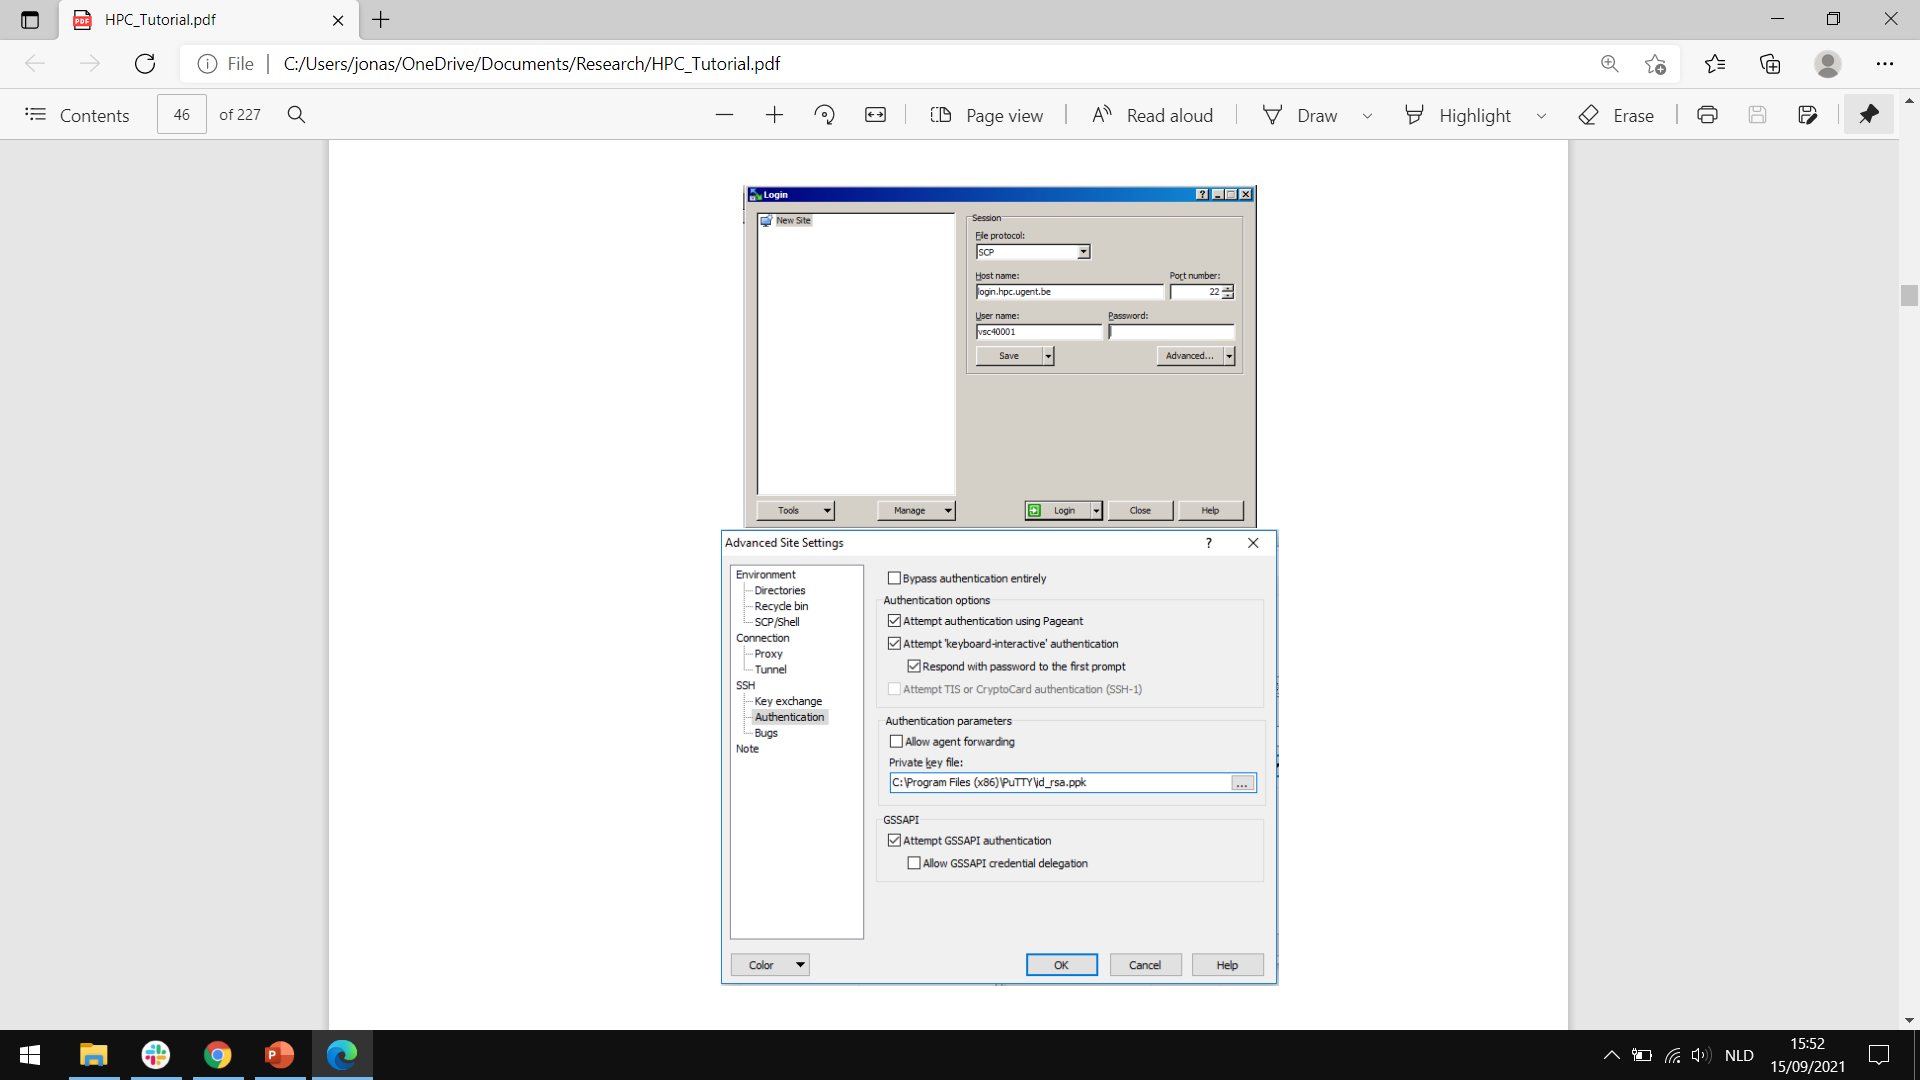 HPC_Tutorial.pdf
File C:/Users/jonas/OneDrive/Documents/Research/HPC_Tutorial.pdf
Contents 46 of 227 Page view Read aloud Draw Highlight Erase
Login
New Site
Session
File protocol:
SCP
Host name: Port number:
login.hpc.ugent.be 22
User name: Password:
vsc40001
Save Advanced...
Tools Manage Login Close Help
Advanced Site Settings
Environment
Directories
Recycle bin
SCP/Shell
Connection
Proxy
Tunnel
SSH
Key exchange
Authentication
Bugs
Note
Bypass authentication entirely
Authentication options
Attempt authentication using Pageant
Attempt 'keyboard-interactive' authentication
Respond with password to the first prompt
Attempt TIS or CryptoCard authentication (SSH-1)
Authentication parameters
Allow agent forwarding
Private key file:
C:\Program Files (x86)\PuTTY\id_rsa.ppk ...
GSSAPI
Attempt GSSAPI authentication
Allow GSSAPI credential delegation
Color OK Cancel Help
NLD
15:52
15/09/2021